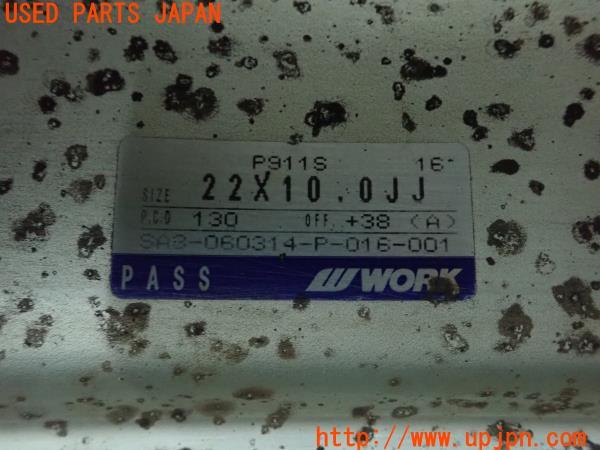 USED PARTS JAPAN
P911S 16"
SIZE 22X10.0JJ
P.C.D 130 OFF. +38 (A)
SA3-060314-P-016-001
PASS WORK
UPJ
http://www.upjpn.com/